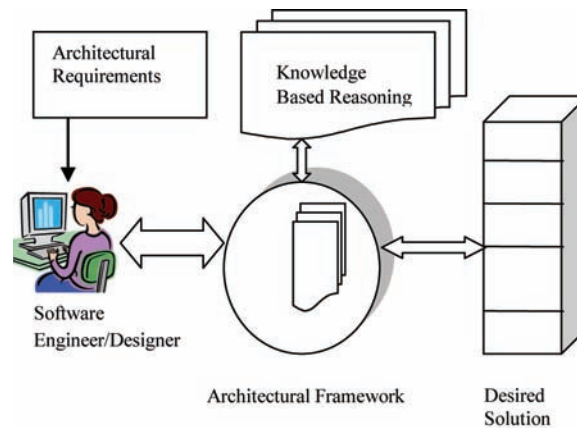 Architectural
Requirements
Knowledge
Based Reasoning
Software
Engineer/Designer
Architectural Framework
Desired
Solution